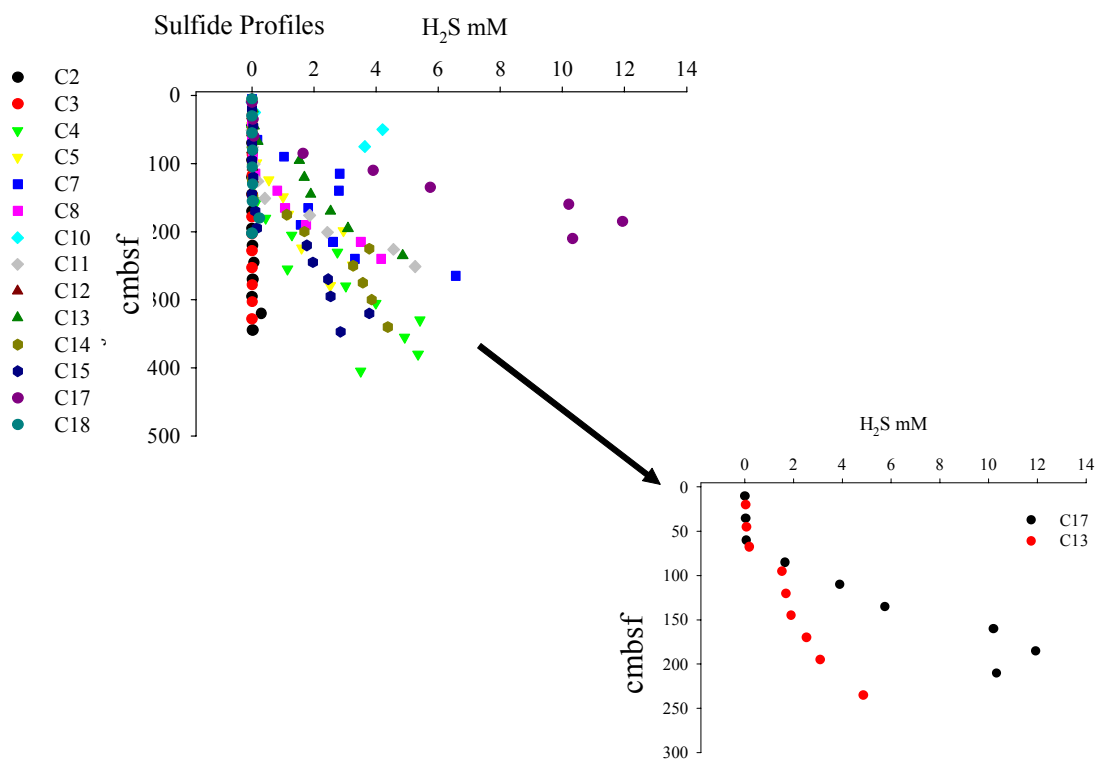 Sulfide Profiles
H2S mM
0 2 4 6 8 10 12 14
C2
C3
C4
C5
C7
C8
C10
C11
C12
C13
C14
C15
C17
C18
cmbsf
0
100
200
300
400
500
H2S mM
0 2 4 6 8 10 12 14
C17
C13
cmbsf
0
50
100
150
200
250
300